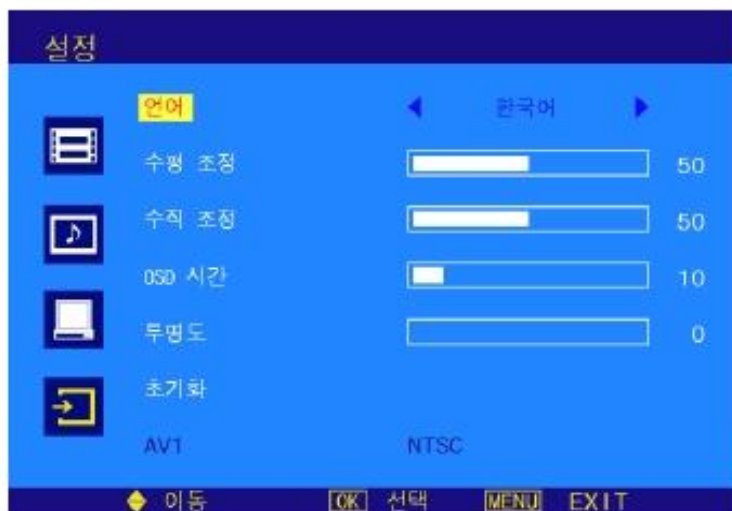 설정
언어 한국어
수평 조정 50
수직 조정 50
OSD 시간 10
투명도 0
초기화
AV1 NTSC
이동 OK 선택 MENU EXIT